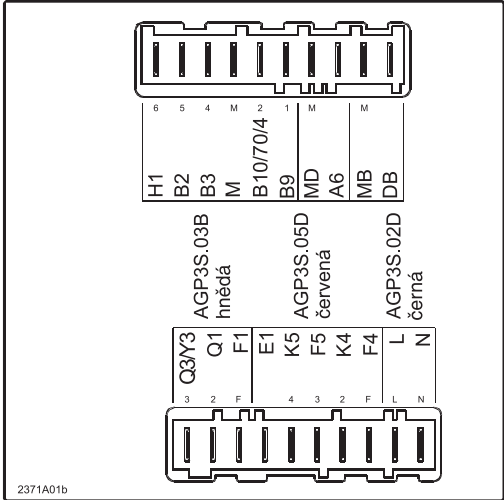 6 5 4 M 2 1 M M
H1 B2 B3 M B10/70/4 B9 MD A6 MB DB
AGP3S.03B
hnědá
AGP3S.05D
červená
AGP3S.02D
černá
Q3/Y3 Q1 F1 E1 K5 F5 K4 F4 L N
3 2 F 4 3 2 F L N
2371A01b